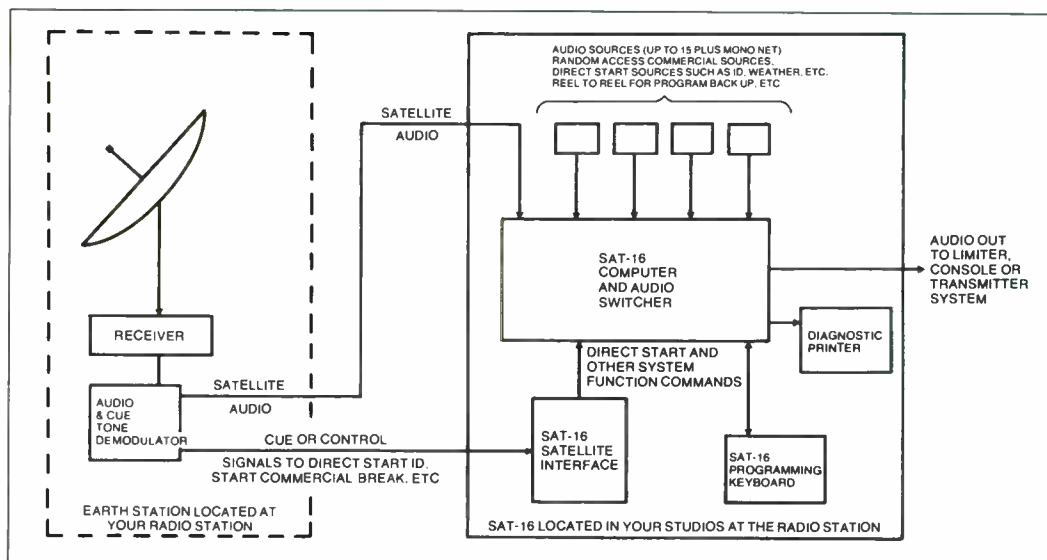 AUDIO SOURCES (UP TO 15 PLUS MONO NET)
RANDOM ACCESS COMMERCIAL SOURCES,
DIRECT START SOURCES SUCH AS ID, WEATHER, ETC.
REEL TO REEL FOR PROGRAM BACK UP, ETC
SATELLITE
AUDIO
SAT-16
COMPUTER
AND AUDIO
SWITCHER
AUDIO OUT
TO LIMITER,
CONSOLE OR
TRANSMITTER
SYSTEM
RECEIVER
DIAGNOSTIC
PRINTER
DIRECT START AND
OTHER SYSTEM
FUNCTION COMMANDS
AUDIO
& CUE
TONE
DEMODULATOR
SATELLITE
AUDIO
CUE OR CONTROL
SIGNALS TO DIRECT START ID,
START COMMERCIAL BREAK, ETC
SAT-16
SATELLITE
INTERFACE
SAT-16
PROGRAMMING
KEYBOARD
EARTH STATION LOCATED AT
YOUR RADIO STATION
SAT-16 LOCATED IN YOUR STUDIOS AT THE RADIO STATION